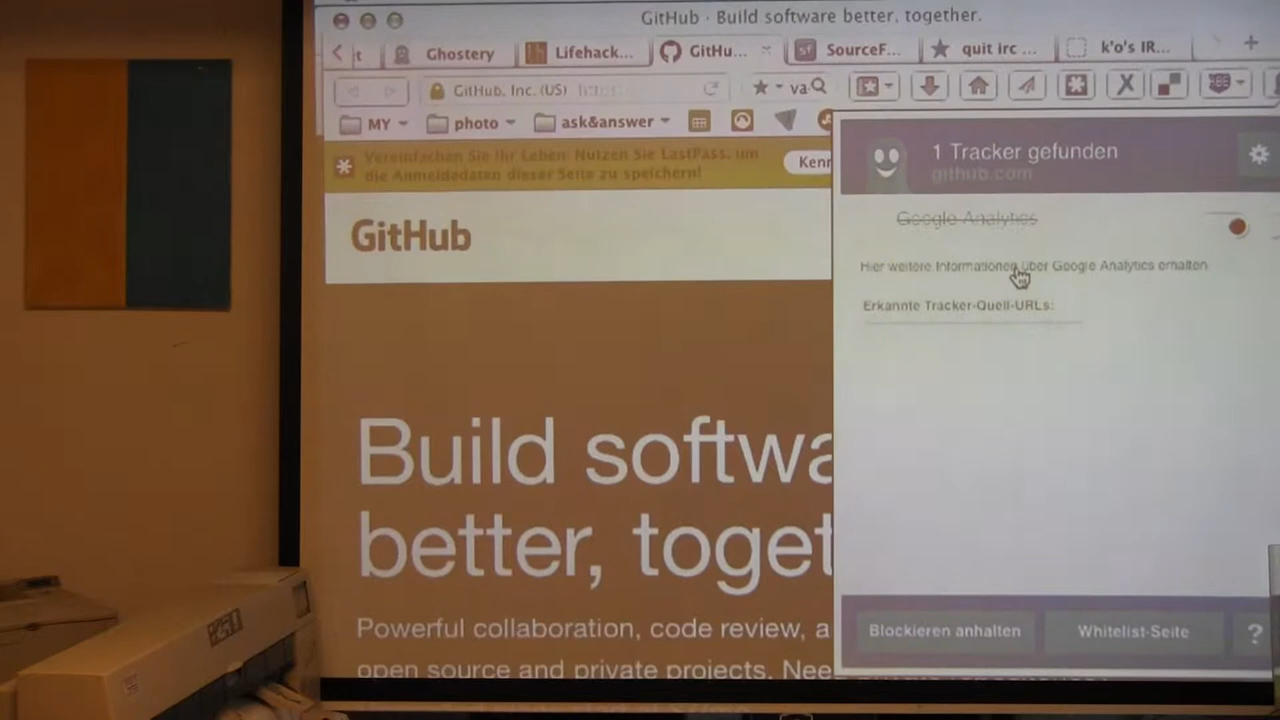 GitHub · Build software better, together.
t
Ghostery
Lifehack...
GitHu...
SourceF...
quit irc ...
k'o's IR...
GitHub, Inc. (US)
va
MY
photo
ask&answer
Vereinfachen Sie Ihr Leben: Nutzen Sie LastPass, um
die Anmeldedaten dieser Seite zu speichern!
Kenn
GitHub
Build softwa
better, toget
Powerful collaboration, code review, a
open source and private projects. Nee
1 Tracker gefunden
github.com
Google Analytics
Hier weitere Informationen über Google Analytics erhalten
Erkannte Tracker-Quell-URLs:
Blockieren anhalten
Whitelist-Seite
?